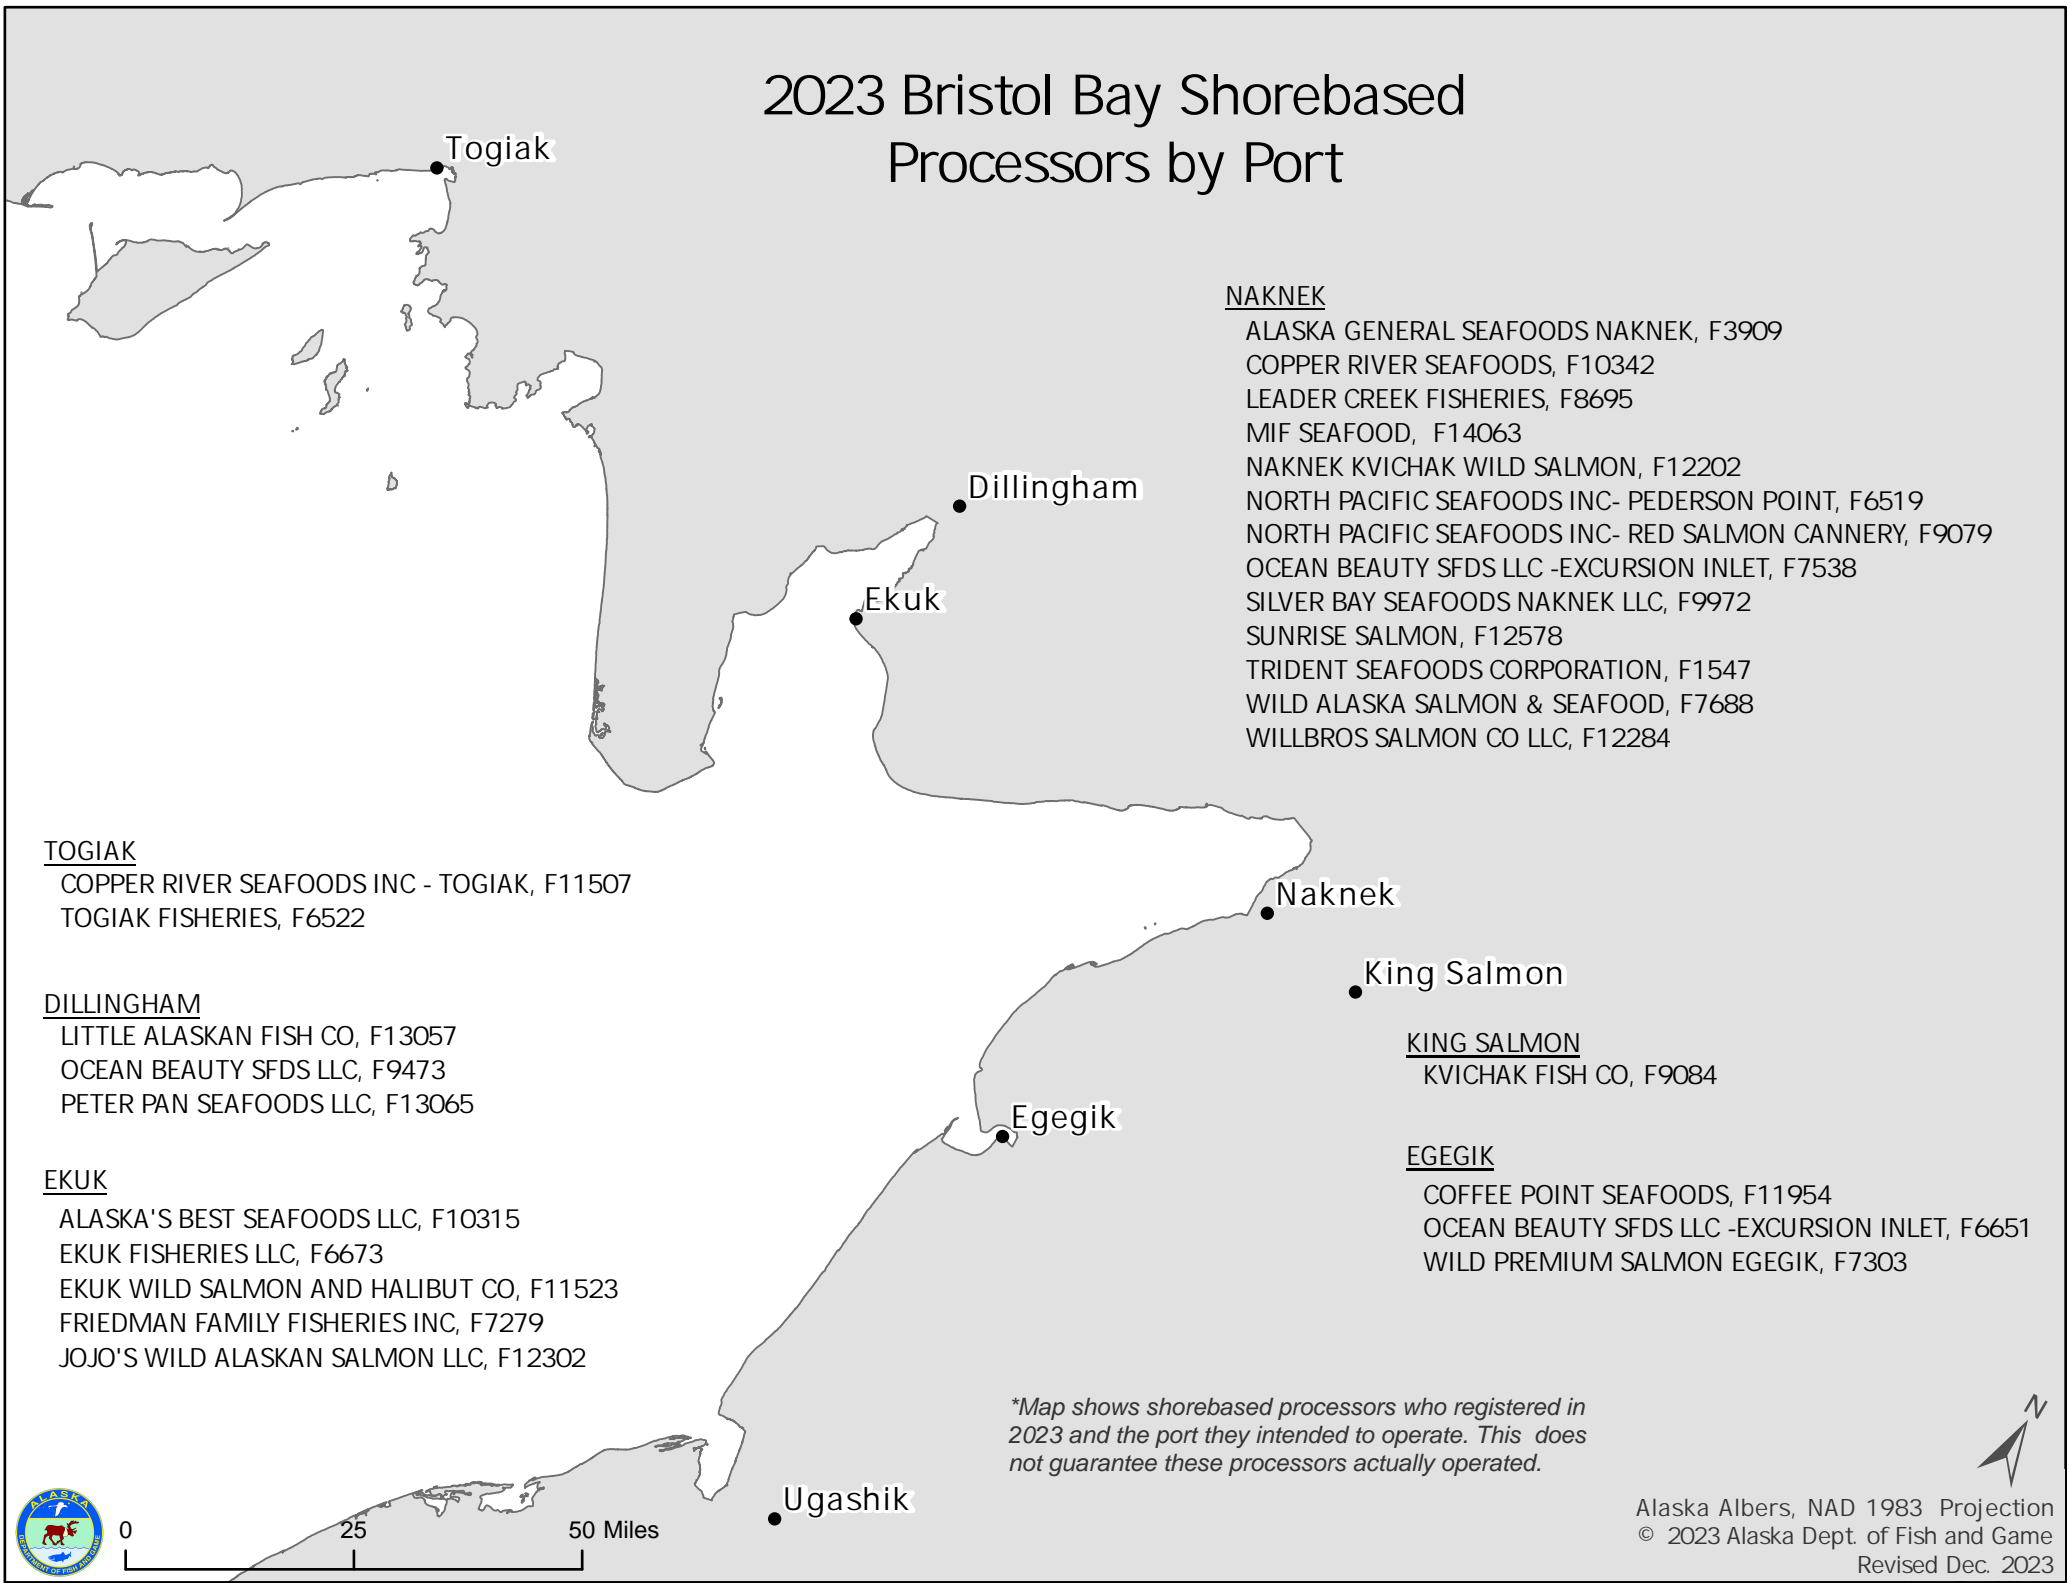 2023 Bristol Bay Shorebased
Processors by Port
Togiak
Dillingham
Ekuk
Naknek
King Salmon
Egegik
Ugashik
NAKNEK
ALASKA GENERAL SEAFOODS NAKNEK, F3909
COPPER RIVER SEAFOODS, F10342
LEADER CREEK FISHERIES, F8695
MIF SEAFOOD, F14063
NAKNEK KVICHAK WILD SALMON, F12202
NORTH PACIFIC SEAFOODS INC- PEDERSON POINT, F6519
NORTH PACIFIC SEAFOODS INC- RED SALMON CANNERY, F9079
OCEAN BEAUTY SFDS LLC -EXCURSION INLET, F7538
SILVER BAY SEAFOODS NAKNEK LLC, F9972
SUNRISE SALMON, F12578
TRIDENT SEAFOODS CORPORATION, F1547
WILD ALASKA SALMON & SEAFOOD, F7688
WILLBROS SALMON CO LLC, F12284
TOGIAK
COPPER RIVER SEAFOODS INC - TOGIAK, F11507
TOGIAK FISHERIES, F6522
DILLINGHAM
LITTLE ALASKAN FISH CO, F13057
OCEAN BEAUTY SFDS LLC, F9473
PETER PAN SEAFOODS LLC, F13065
EKUK
ALASKA'S BEST SEAFOODS LLC, F10315
EKUK FISHERIES LLC, F6673
EKUK WILD SALMON AND HALIBUT CO, F11523
FRIEDMAN FAMILY FISHERIES INC, F7279
JOJO'S WILD ALASKAN SALMON LLC, F12302
KING SALMON
KVICHAK FISH CO, F9084
EGEGIK
COFFEE POINT SEAFOODS, F11954
OCEAN BEAUTY SFDS LLC -EXCURSION INLET, F6651
WILD PREMIUM SALMON EGEGIK, F7303
*Map shows shorebased processors who registered in
2023 and the port they intended to operate. This does
not guarantee these processors actually operated.
N
ALASKA
DEPARTMENT OF FISH AND GAME
0 25 50 Miles
Alaska Albers, NAD 1983 Projection
© 2023 Alaska Dept. of Fish and Game
Revised Dec. 2023